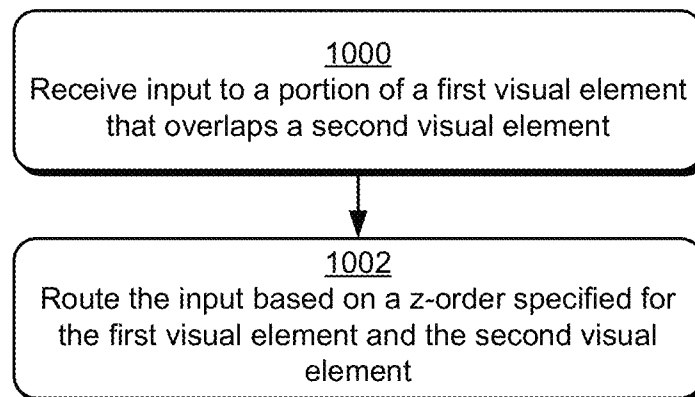 1000
Receive input to a portion of a first visual element
that overlaps a second visual element
1002
Route the input based on a z-order specified for
the first visual element and the second visual
element